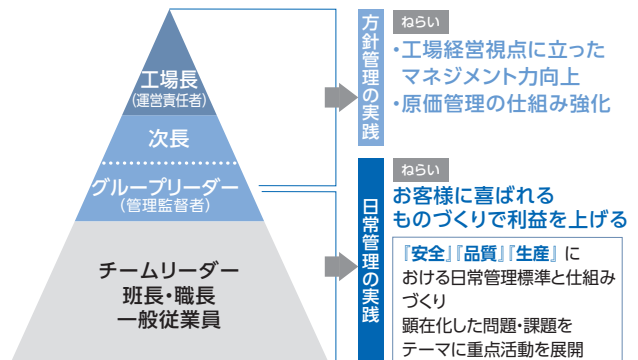 工場長
(運営責任者)
次長
グループリーダー
(管理監督者)
チームリーダー
班長・職長
一般従業員
方針管理の実践
ねらい
・工場経営視点に立った
マネジメント力向上
・原価管理の仕組み強化
日常管理の実践
ねらい
お客様に喜ばれる
ものづくりで利益を上げる
『安全』『品質』『生産』に
おける日常管理標準と仕組み
づくり
顕在化した問題・課題を
テーマに重点活動を展開